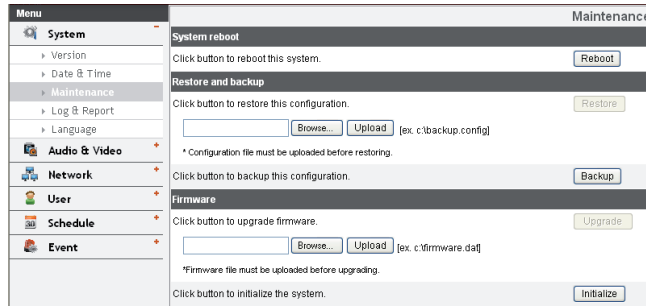 Menu
Maintenance
System
Version
Date & Time
Maintenance
Log & Report
Language
Audio & Video
Network
User
Schedule
Event
System reboot
Click button to reboot this system.
Reboot
Restore and backup
Click button to restore this configuration.
Restore
Browse... Upload [ex. c:\backup.config]
* Configuration file must be uploaded before restoring.
Click button to backup this configuration.
Backup
Firmware
Click button to upgrade firmware.
Upgrade
Browse... Upload [ex. c:\firmware.dat]
*Firmware file must be uploaded before upgrading.
Click button to initialize the system.
Initialize